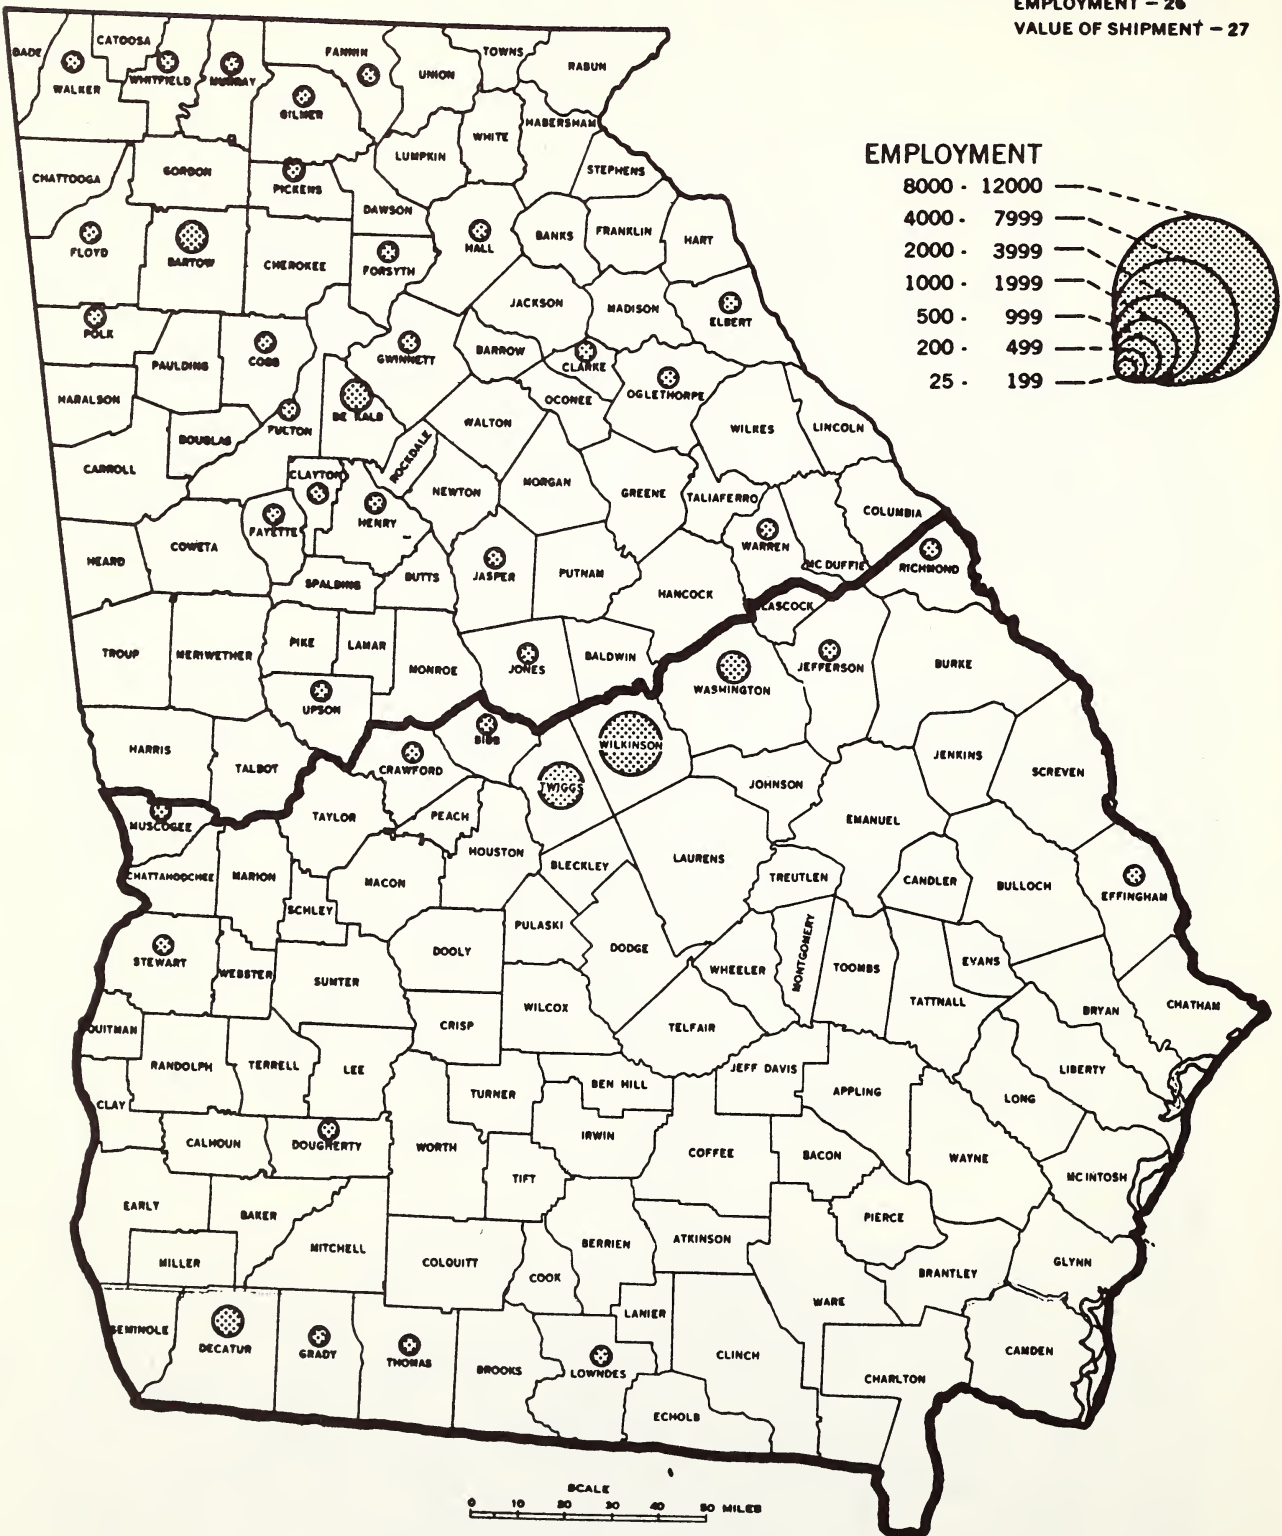 EMPLOYMENT – 26
VALUE OF SHIPMENT – 27
EMPLOYMENT
8000 - 12000
4000 - 7999
2000 - 3999
1000 - 1999
500 - 999
200 - 499
25 - 199
DADE
CATOOSA
WALKER
WHITFIELD
MURRAY
FANNIN
GILMER
UNION
TOWNS
RABUN
HABERSHAM
WHITE
LUMPKIN
STEPHENS
CHATTOOGA
GORDON
PICKENS
DAWSON
FLOYD
BARTOW
CHEROKEE
FORSYTH
HALL
BANKS
FRANKLIN
HART
JACKSON
MADISON
ELBERT
POLK
PAULDING
COBB
GWINNETT
BARROW
CLARKE
OCONEE
OGLETHORPE
HARALSON
DOUGLAS
FULTON
DE KALB
ROCKDALE
WALTON
WILKES
LINCOLN
CARROLL
CLAYTON
NEWTON
MORGAN
GREENE
TALIAFERRO
COLUMBIA
HEARD
COWETA
FAYETTE
HENRY
SPALDING
BUTTS
JASPER
PUTNAM
HANCOCK
WARREN
MC DUFFIE
RICHMOND
LASCOCK
TROUP
MERIWETHER
PIKE
LAMAR
MONROE
JONES
BALDWIN
WASHINGTON
JEFFERSON
BURKE
UPSON
HARRIS
TALBOT
CRAWFORD
BIBB
TWIGGS
WILKINSON
JOHNSON
JENKINS
SCREVEN
MUSCOGEE
TAYLOR
PEACH
HOUSTON
BLECKLEY
LAURENS
EMANUEL
TREUTLEN
CANDLER
BULLOCH
EFFINGHAM
CHATTAHOOCHEE
MARION
MACON
SCHLEY
PULASKI
DODGE
DOOLY
STEWART
WEBSTER
SUMTER
WHEELER
MONTGOMERY
TOOMBS
EVANS
TATTNALL
BRYAN
CHATHAM
QUITMAN
RANDOLPH
TERRELL
LEE
CRISP
WILCOX
TELFAIR
JEFF DAVIS
APPLING
LONG
LIBERTY
CLAY
CALHOUN
DOUGHERTY
WORTH
TURNER
BEN HILL
IRWIN
TIFT
COFFEE
BACON
WAYNE
MC INTOSH
EARLY
BAKER
MILLER
MITCHELL
COLQUITT
COOK
BERRIEN
ATKINSON
PIERCE
BRANTLEY
GLYNN
LANIER
WARE
SEMINOLE
DECATUR
GRADY
THOMAS
BROOKS
LOWNDES
CLINCH
ECHOLS
CHARLTON
CAMDEN
SCALE
0 10 20 30 40 50 MILES